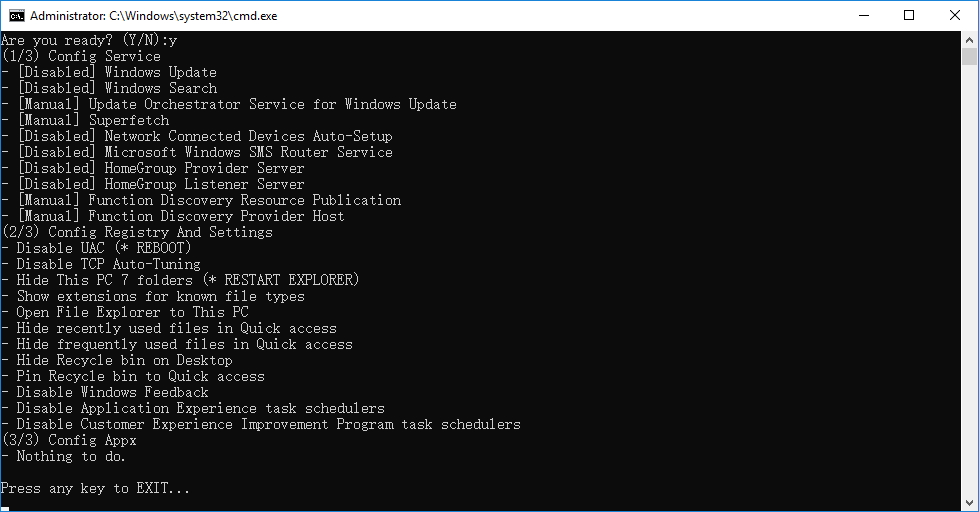 Administrator: C:\Windows\system32\cmd.exe
Are you ready? (Y/N):y
(1/3) Config Service
- [Disabled] Windows Update
- [Disabled] Windows Search
- [Manual] Update Orchestrator Service for Windows Update
- [Manual] Superfetch
- [Disabled] Network Connected Devices Auto-Setup
- [Disabled] Microsoft Windows SMS Router Service
- [Disabled] HomeGroup Provider Server
- [Disabled] HomeGroup Listener Server
- [Manual] Function Discovery Resource Publication
- [Manual] Function Discovery Provider Host
(2/3) Config Registry And Settings
- Disable UAC (* REBOOT)
- Disable TCP Auto-Tuning
- Hide This PC 7 folders (* RESTART EXPLORER)
- Show extensions for known file types
- Open File Explorer to This PC
- Hide recently used files in Quick access
- Hide frequently used files in Quick access
- Hide Recycle bin on Desktop
- Pin Recycle bin to Quick access
- Disable Windows Feedback
- Disable Application Experience task schedulers
- Disable Customer Experience Improvement Program task schedulers
(3/3) Config Appx
- Nothing to do.
Press any key to EXIT...